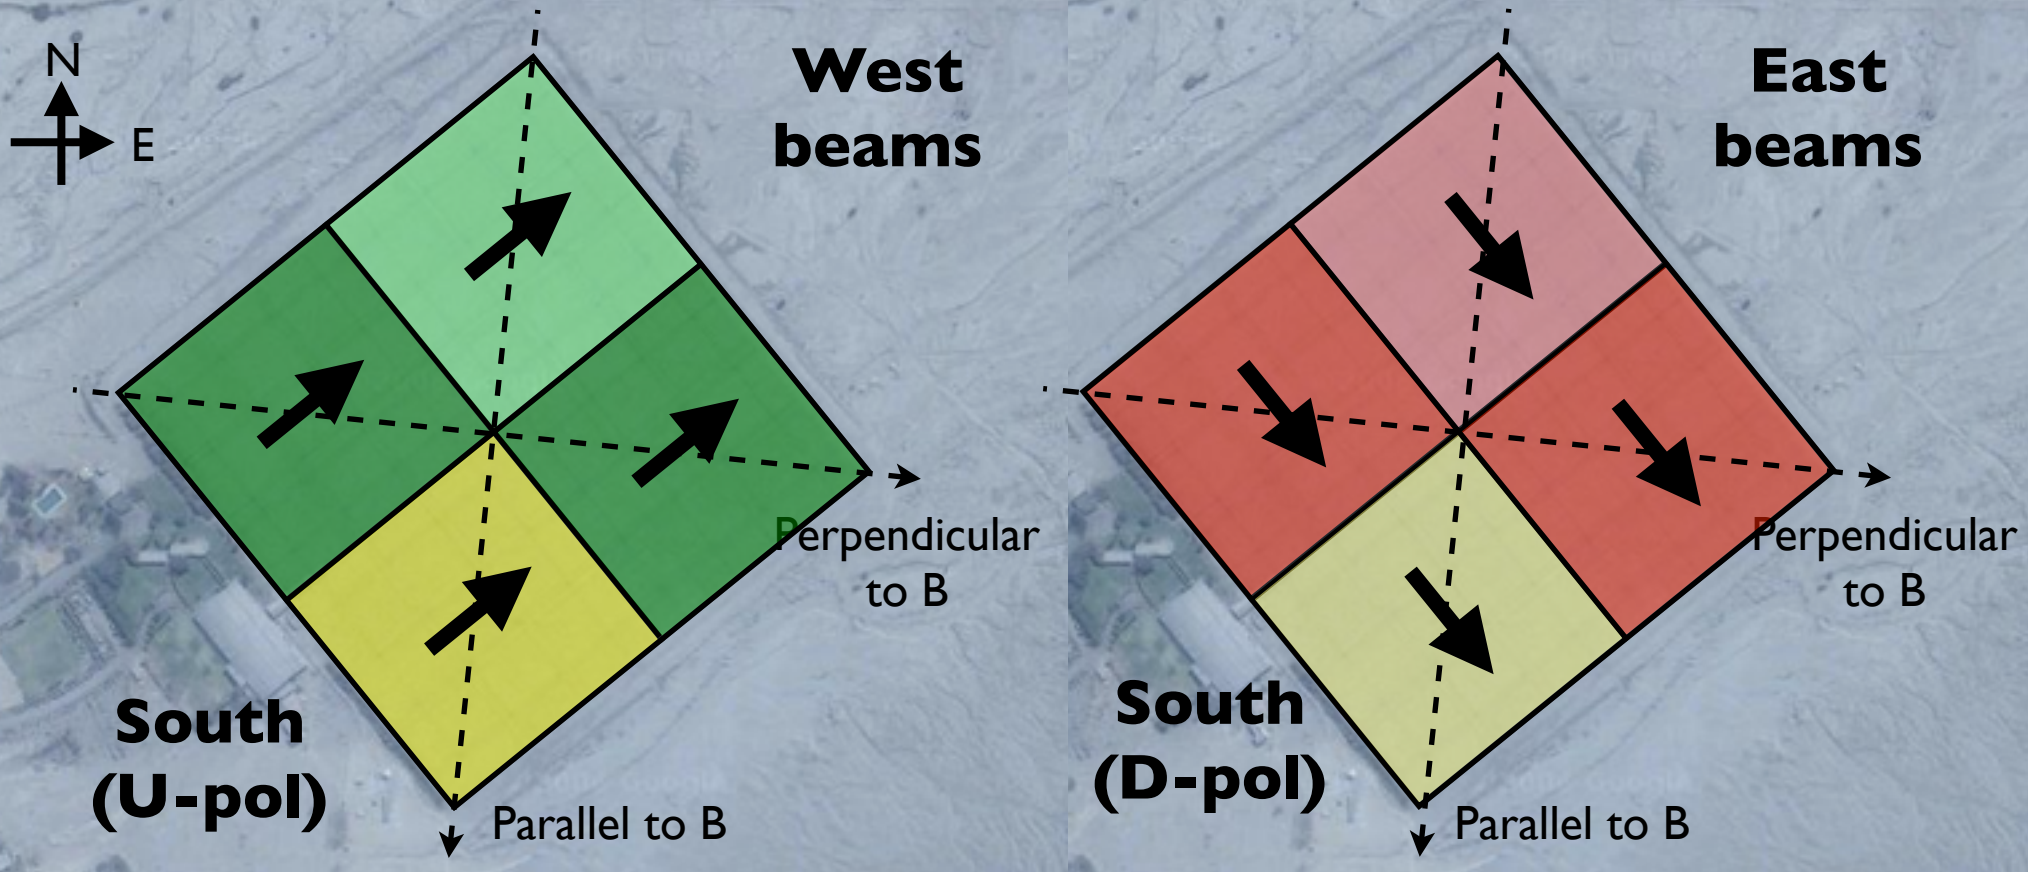 N
E
West
beams
Perpendicular
to B
South
(U-pol)
Parallel to B
East
beams
Perpendicular
to B
South
(D-pol)
Parallel to B